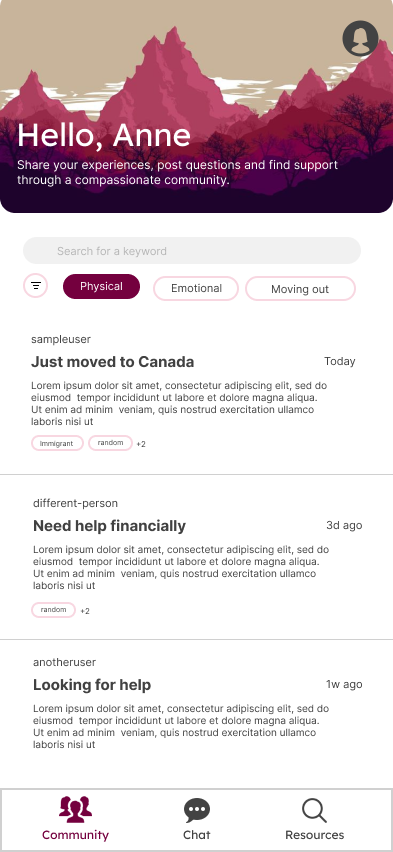 Hello, Anne
Share your experiences, post questions and find support
through a compassionate community.
Search for a keyword
Physical
Emotional
Moving out
sampleuser
Just moved to Canada
Today
Lorem ipsum dolor sit amet, consectetur adipiscing elit, sed do
eiusmod  tempor incididunt ut labore et dolore magna aliqua.
Ut enim ad minim  veniam, quis nostrud exercitation ullamco
laboris nisi ut
Immigrant
random
+2
different-person
Need help financially
3d ago
Lorem ipsum dolor sit amet, consectetur adipiscing elit, sed do
eiusmod  tempor incididunt ut labore et dolore magna aliqua.
Ut enim ad minim  veniam, quis nostrud exercitation ullamco
laboris nisi ut
random
+2
anotheruser
Looking for help
1w ago
Lorem ipsum dolor sit amet, consectetur adipiscing elit, sed do
eiusmod  tempor incididunt ut labore et dolore magna aliqua.
Ut enim ad minim  veniam, quis nostrud exercitation ullamco
laboris nisi ut
Community
Chat
Resources